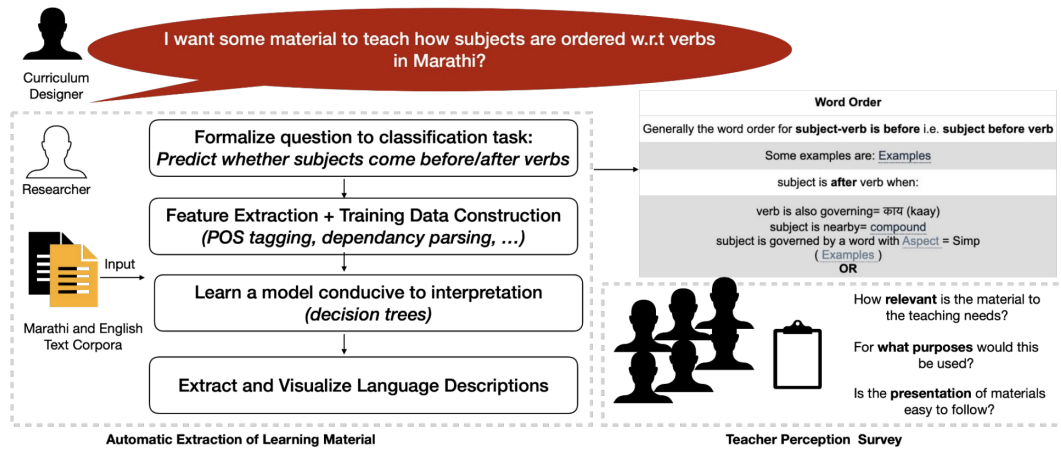 I want some material to teach how subjects are ordered w.r.t verbs
in Marathi?
Curriculum
Designer
Researcher
Formalize question to classification task:
Predict whether subjects come before/after verbs
Feature Extraction + Training Data Construction
(POS tagging, dependancy parsing, ...)
Input
Marathi and English
Text Corpora
Learn a model conducive to interpretation
(decision trees)
Extract and Visualize Language Descriptions
Automatic Extraction of Learning Material
Word Order
Generally the word order for subject-verb is before i.e. subject before verb
Some examples are: Examples
subject is after verb when:
verb is also governing= काय (kaay)
subject is nearby= compound
subject is governed by a word with Aspect = Simp
( Examples )
OR
How relevant is the material to
the teaching needs?
For what purposes would this
be used?
Is the presentation of materials
easy to follow?
Teacher Perception Survey